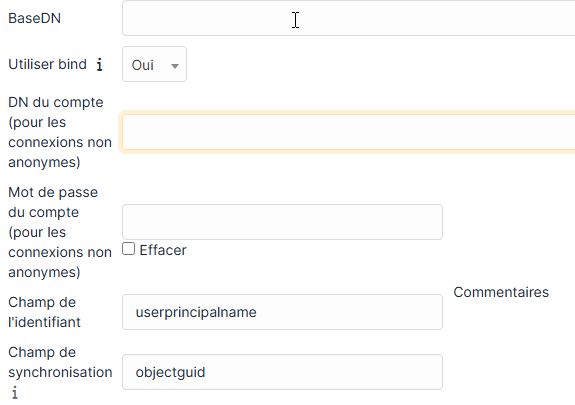 BaseDN
Utiliser bind
Oui
DN du compte
(pour les
connexions non
anonymes)
Mot de passe
du compte
(pour les
connexions non
anonymes)
Effacer
Commentaires
Champ de
l'identifiant
userprincipalname
Champ de
synchronisation
objectguid